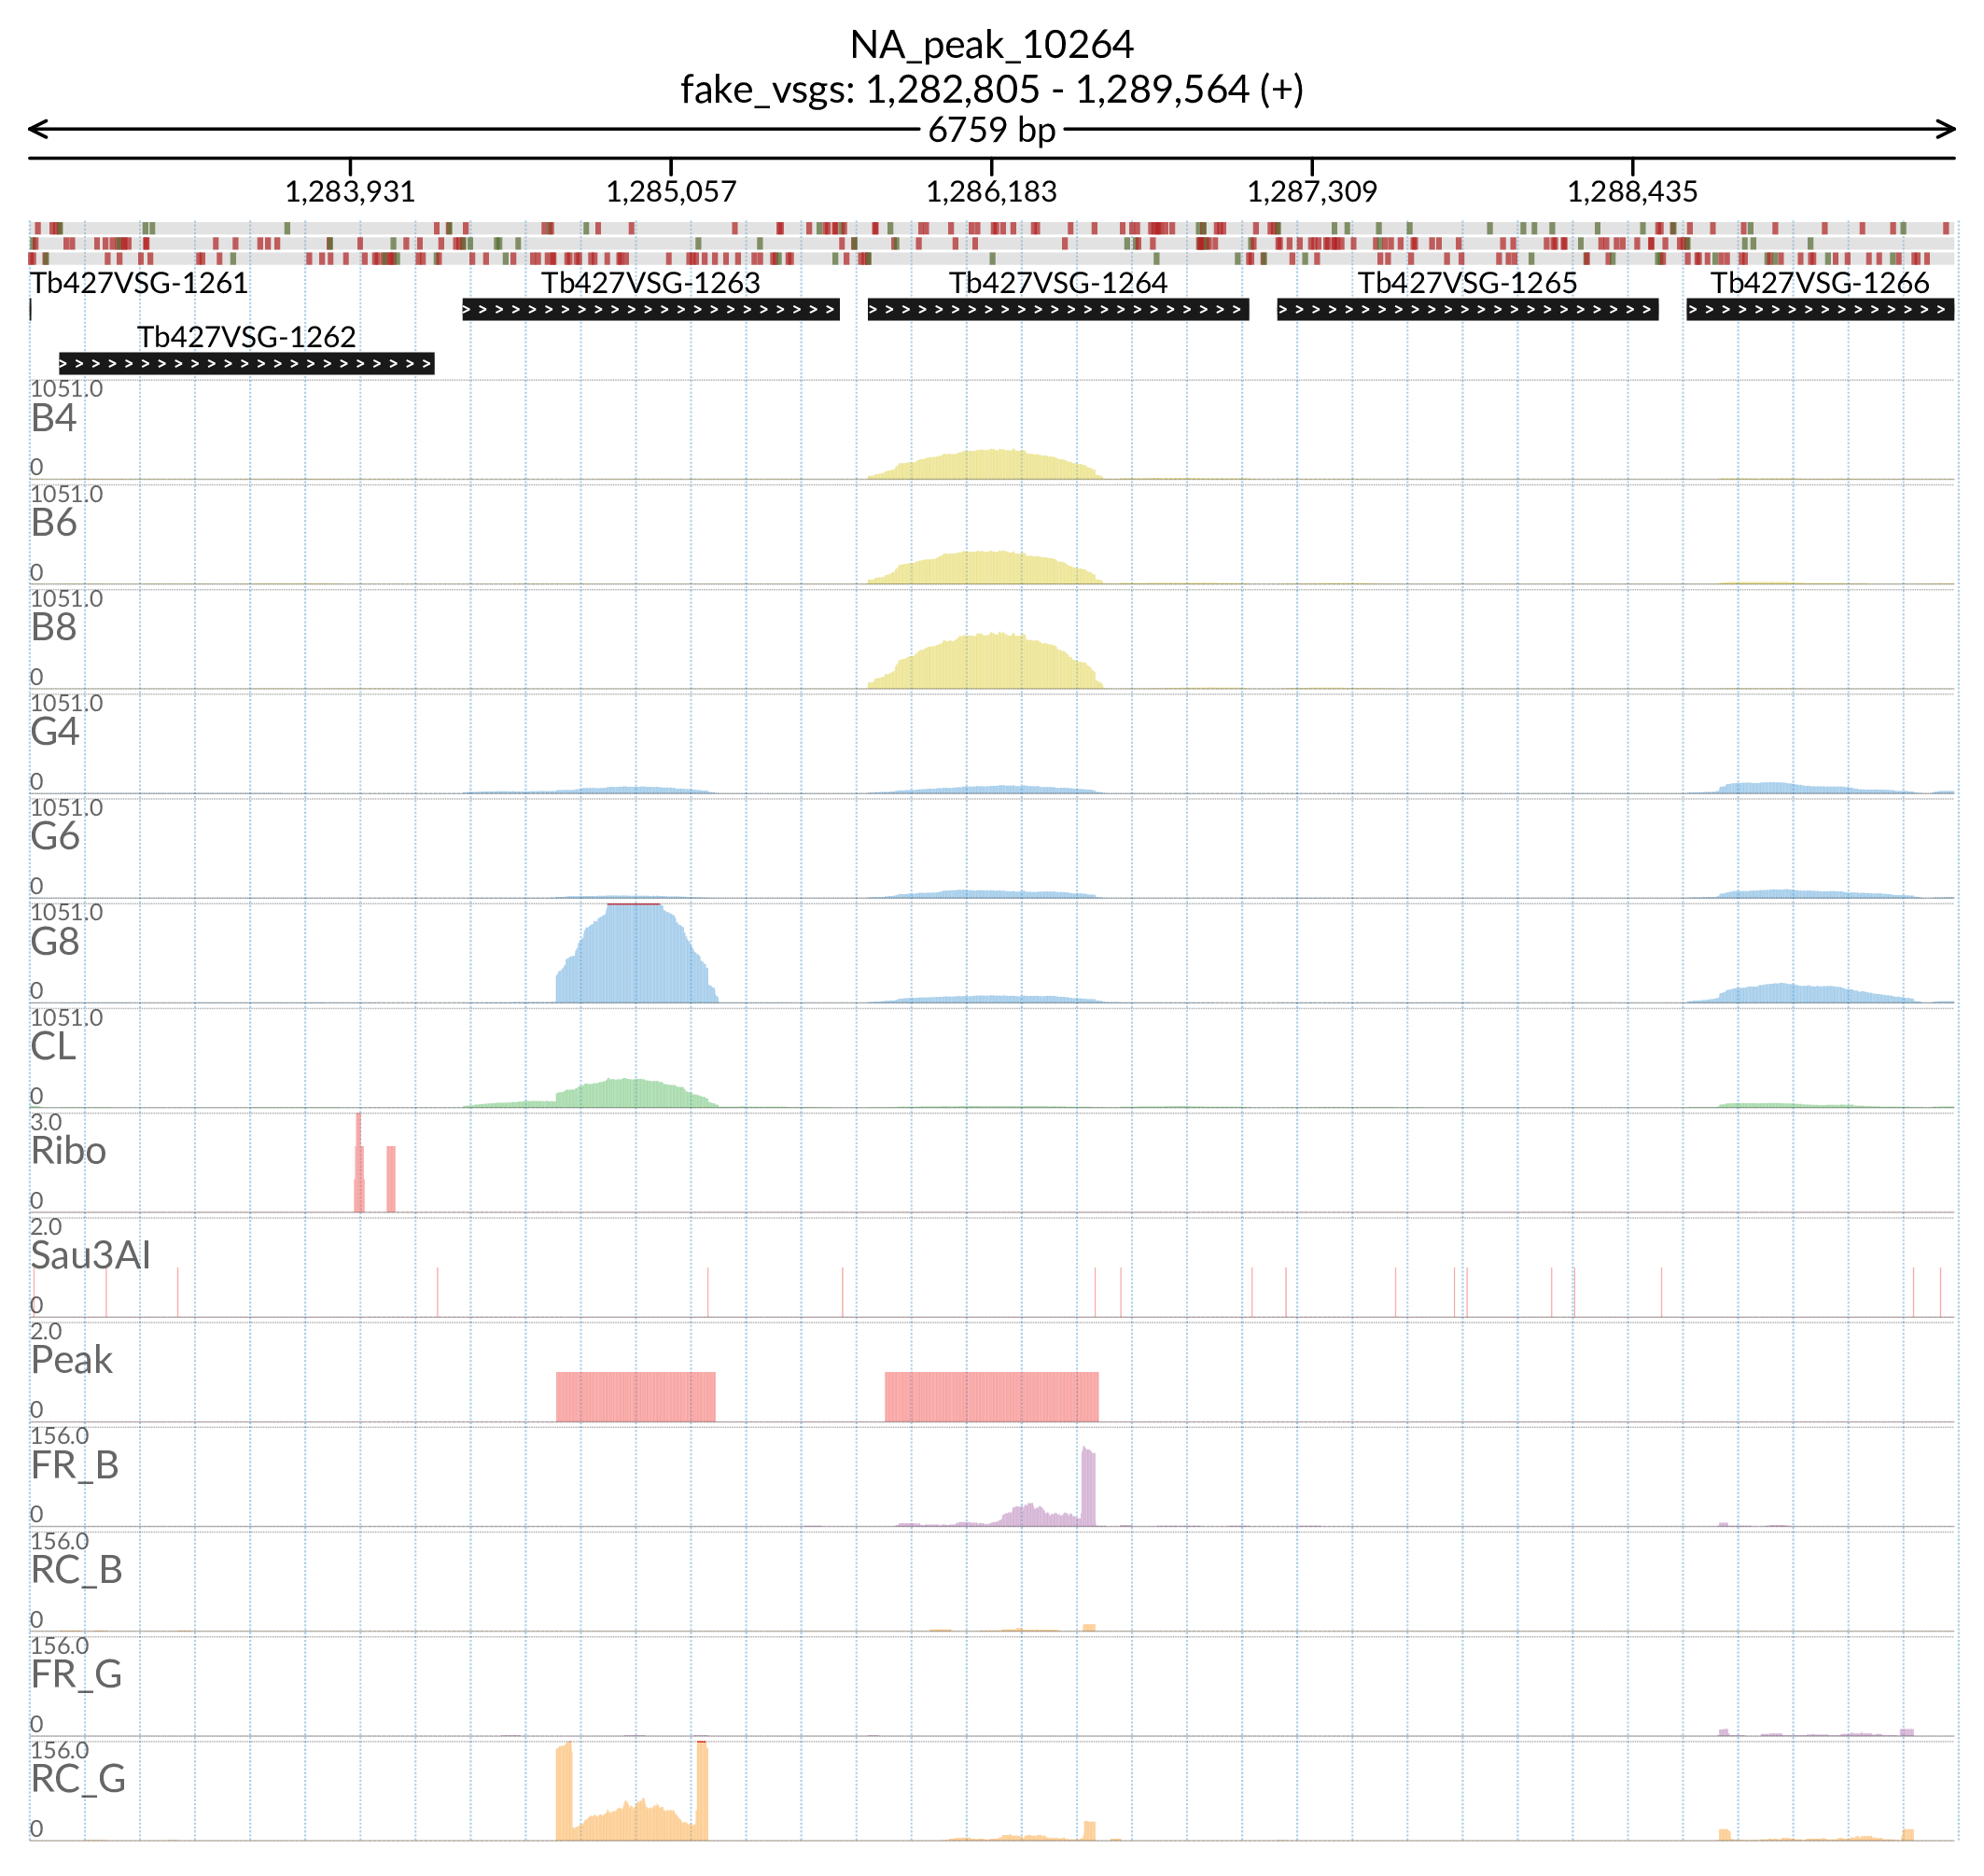 NA_peak_10264
fake_vsgs: 1,282,805 - 1,289,564 (+)
6759 bp
1,283,931 1,285,057 1,286,183 1,287,309 1,288,435
Tb427VSG-1261 Tb427VSG-1263 Tb427VSG-1264 Tb427VSG-1265 Tb427VSG-1266
Tb427VSG-1262
1051.0
B4
0
1051.0
B6
0
1051.0
B8
0
1051.0
G4
0
1051.0
G6
0
1051.0
G8
0
1051.0
CL
0
3.0
Ribo
0
2.0
Sau3AI
0
2.0
Peak
0
156.0
FR_B
0
156.0
RC_B
0
156.0
FR_G
0
156.0
RC_G
0